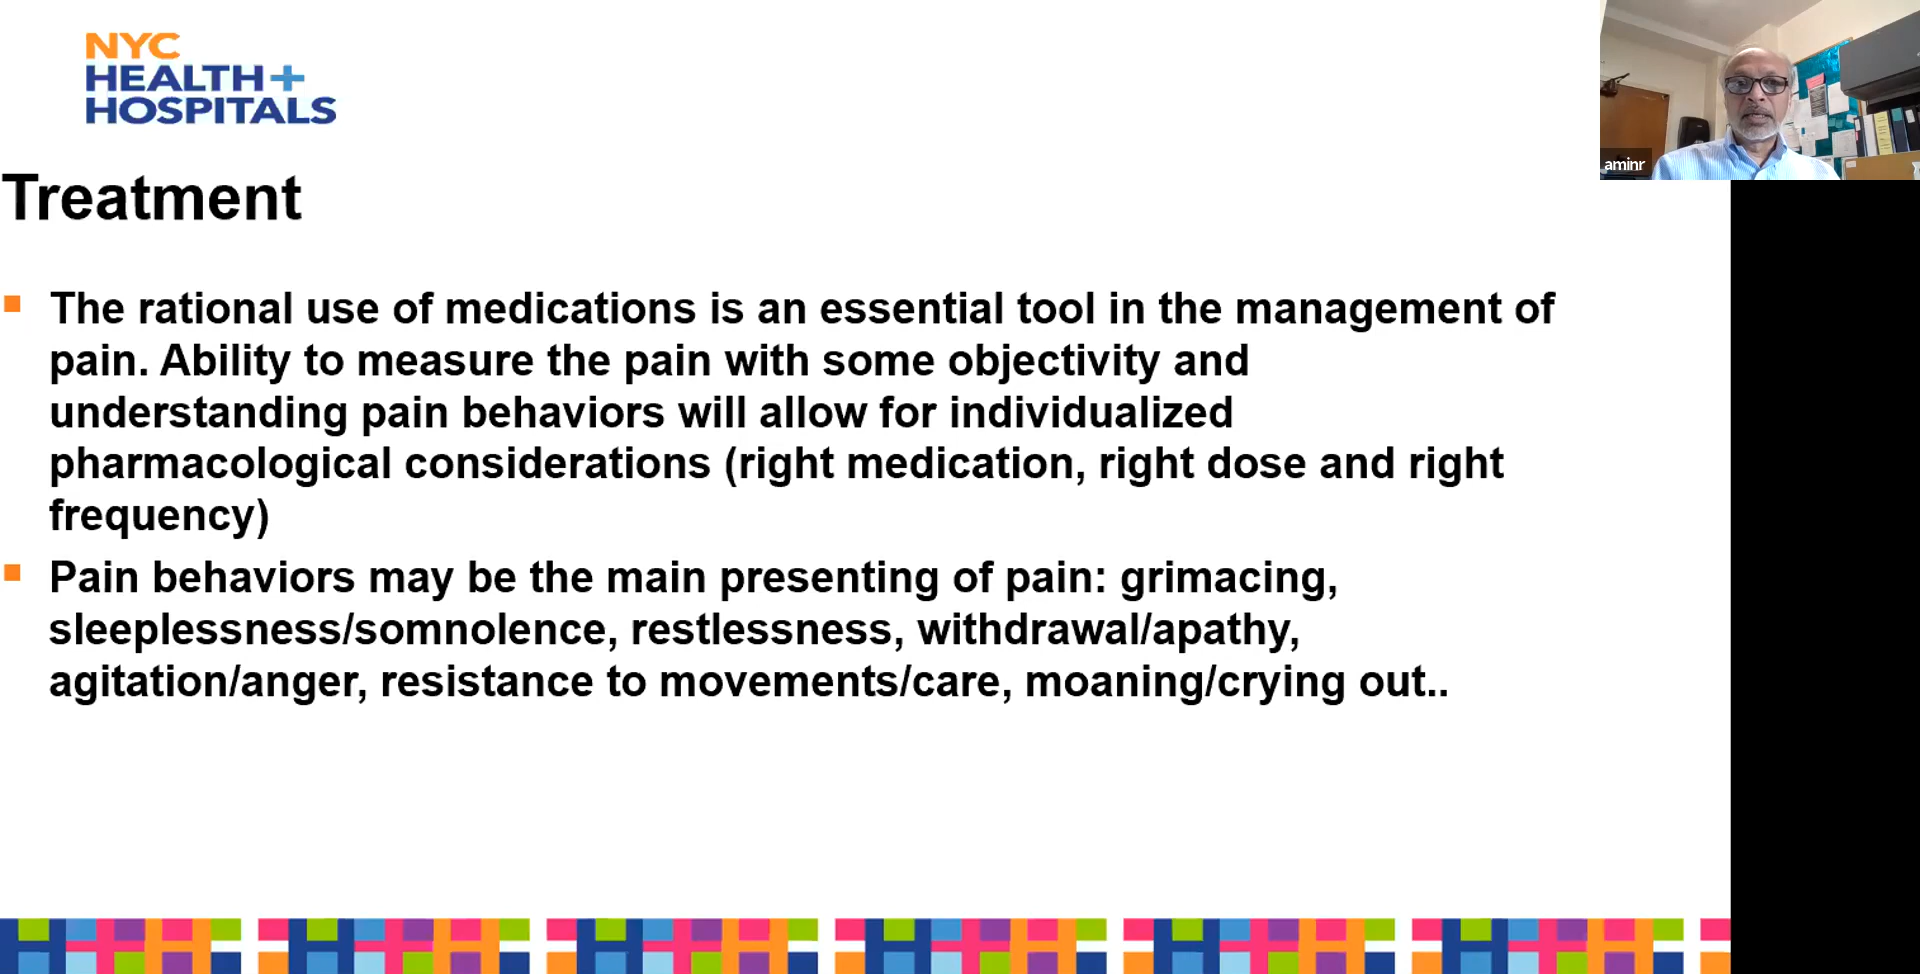 NYC
HEALTH+
HOSPITALS
aminr
Treatment
The rational use of medications is an essential tool in the management of
pain. Ability to measure the pain with some objectivity and
understanding pain behaviors will allow for individualized
pharmacological considerations (right medication, right dose and right
frequency)
Pain behaviors may be the main presenting of pain: grimacing,
sleeplessness/somnolence, restlessness, withdrawal/apathy,
agitation/anger, resistance to movements/care, moaning/crying out..